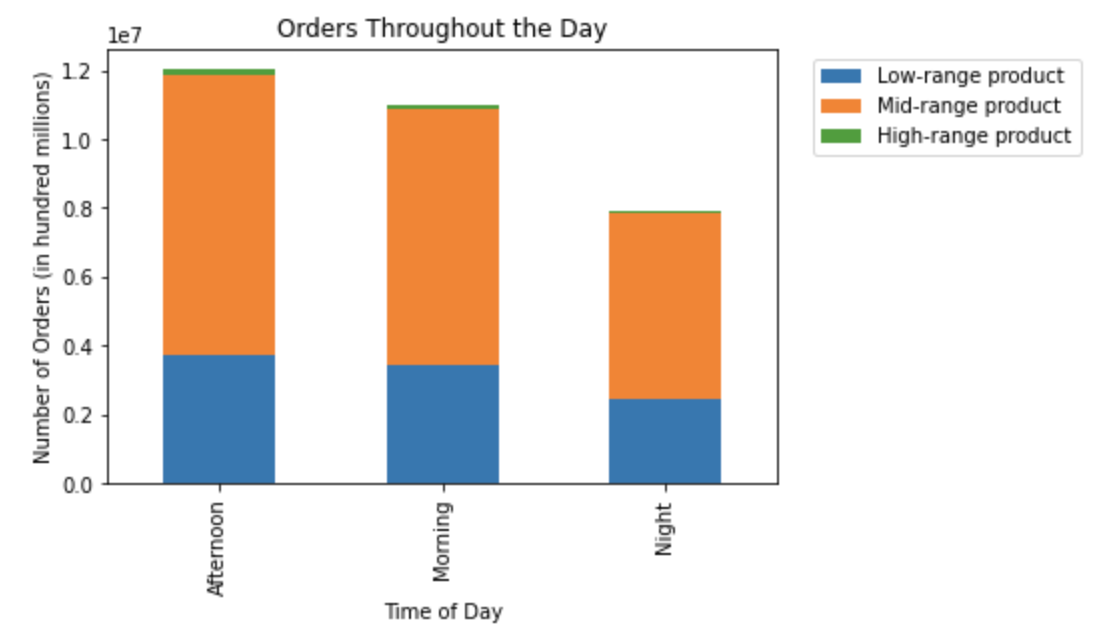 Orders Throughout the Day
1e7
1.2
1.0
0.8
0.6
0.4
0.2
0.0
Number of Orders (in hundred millions)
Afternoon
Morning
Night
Time of Day
Low-range product
Mid-range product
High-range product